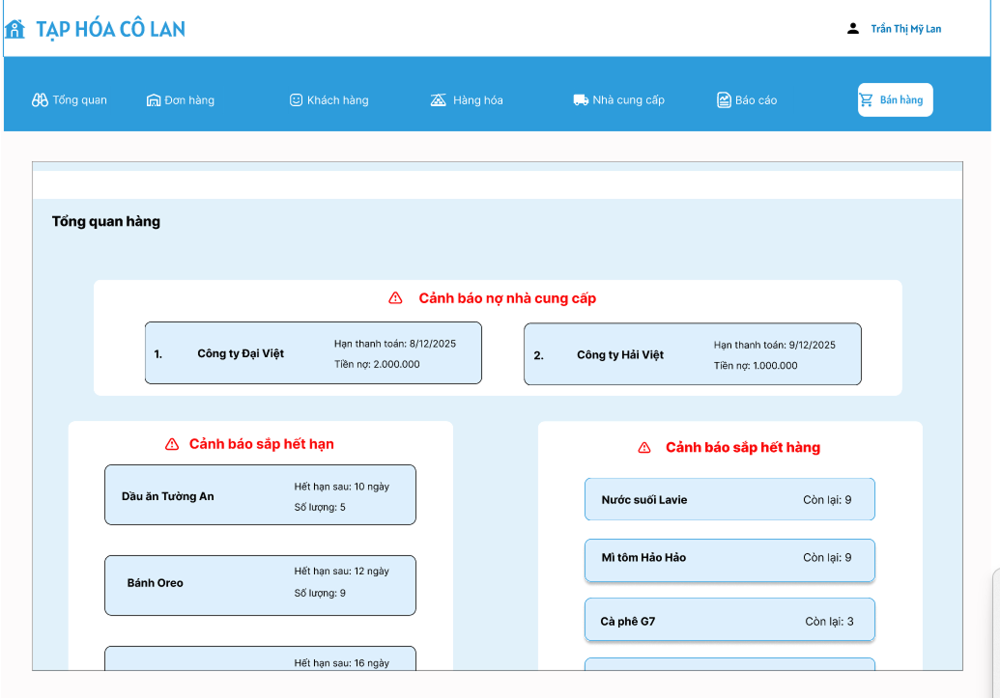 TẠP HÓA CÔ LAN
Trần Thị Mỹ Lan
Tổng quan
Đơn hàng
Khách hàng
Hàng hóa
Nhà cung cấp
Báo cáo
Bán hàng
Tổng quan hàng
Cảnh báo nợ nhà cung cấp
1.
Công ty Đại Việt
Hạn thanh toán: 8/12/2025
Tiền nợ: 2.000.000
2.
Công ty Hải Việt
Hạn thanh toán: 9/12/2025
Tiền nợ: 1.000.000
Cảnh báo sắp hết hạn
Dầu ăn Tường An
Hết hạn sau: 10 ngày
Số lượng: 5
Bánh Oreo
Hết hạn sau: 12 ngày
Số lượng: 9
Hết hạn sau: 16 ngày
Cảnh báo sắp hết hàng
Nước suối Lavie
Còn lại: 9
Mì tôm Hảo Hảo
Còn lại: 9
Cà phê G7
Còn lại: 3